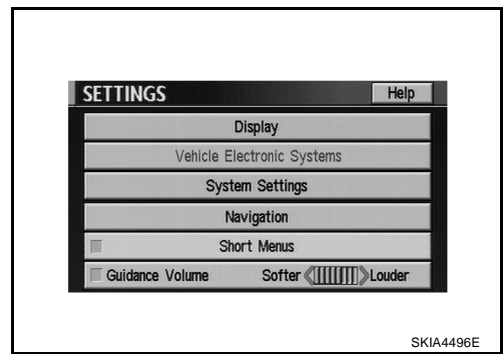 SETTINGS Help
Display
Vehicle Electronic Systems
System Settings
Navigation
Short Menus
Guidance Volume Softer Louder
SKIA4496E